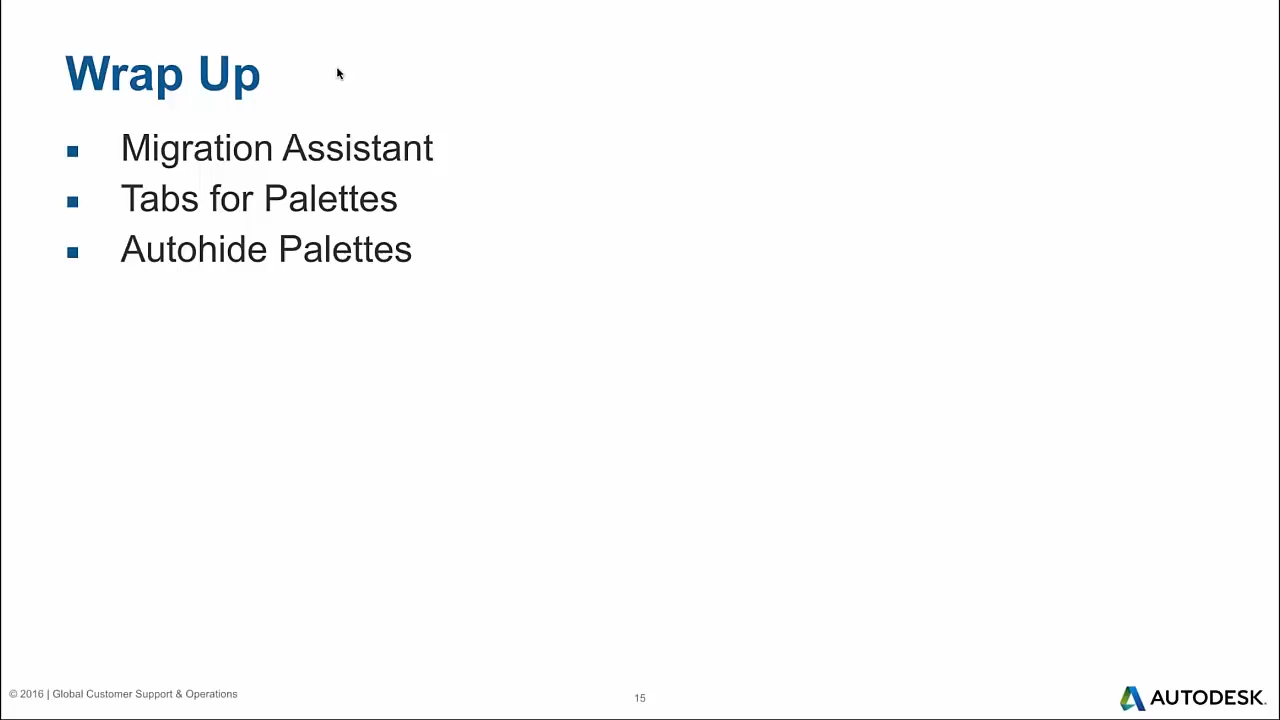 Wrap Up
Migration Assistant
Tabs for Palettes
Autohide Palettes
© 2016 | Global Customer Support & Operations
15
AUTODESK.